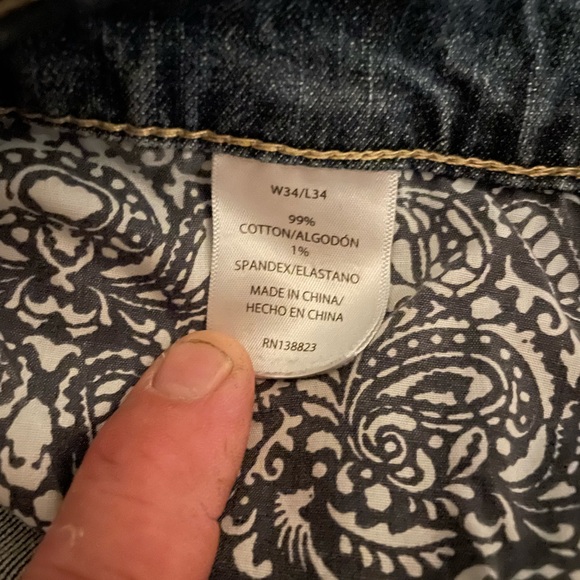 W34/L34
99%
COTTON/ALGODÓN
1%
SPANDEX/ELASTANO
MADE IN CHINA/
HECHO EN CHINA
RN138823